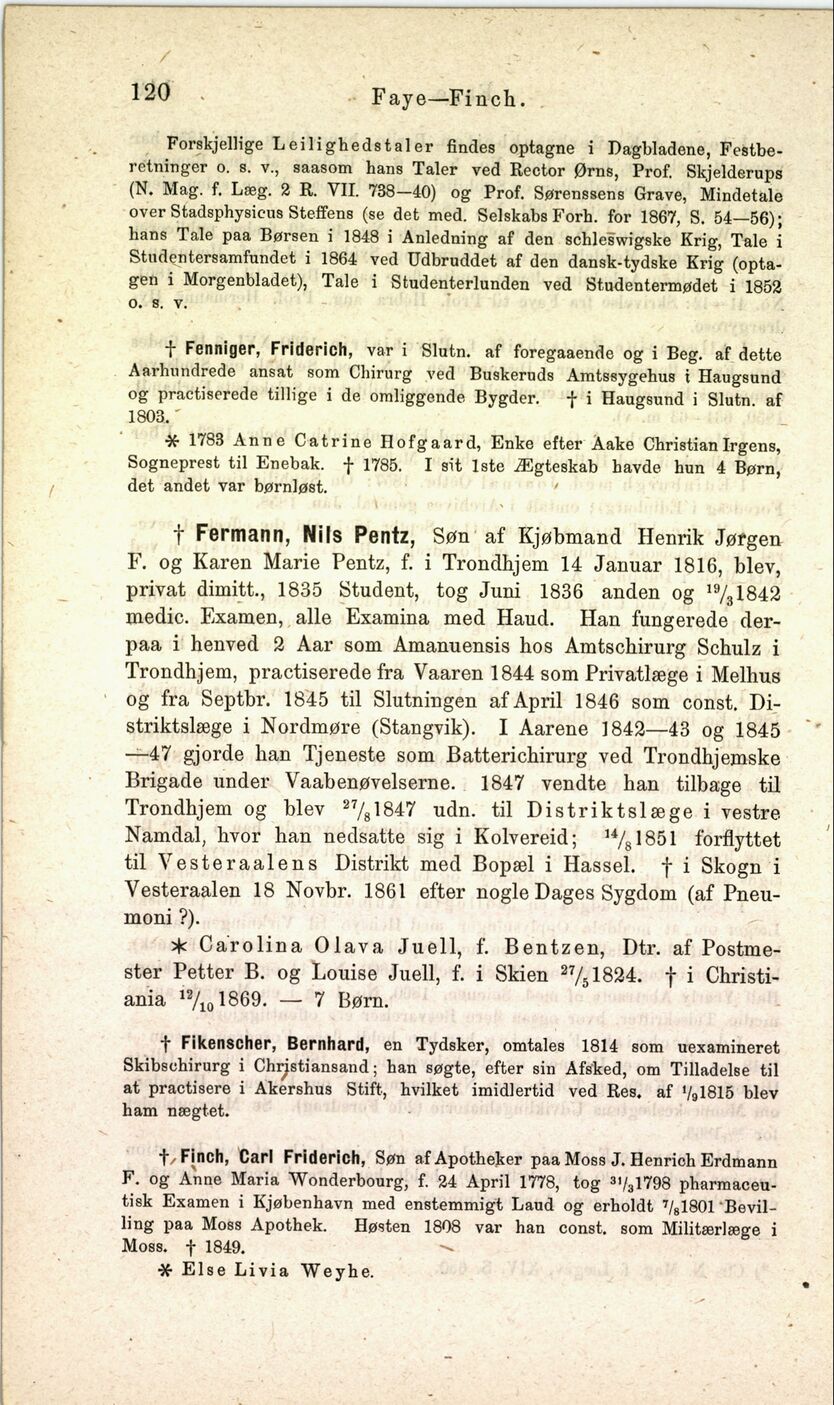 120
Faye—Finch.
Forskjellige Leilighedstaler findes optagne i Dagbladene, Festbe-
retninger o. s. v., saasom hans Taler ved Rector Ørns, Prof. Skjelderups
(N. Mag. f. Læg. 2 R. VII. 738—40) og Prof. Sørenssens Grave, Mindetale
over Stadsphysicus Steffens (se det med. Selskabs Forh. for 1867, S. 54—56);
hans Tale paa Børsen i 1848 i Anledning af den schleswigske Krig, Tale i
Studentersamfundet i 1864 ved Udbruddet af den dansk-tydske Krig (opta-
gen i Morgenbladet), Tale i Studenterlunden ved Studentermødet i 1852
o. s. v.
† Fenniger, Friderich, var i Slutn. af foregaaende og i Beg. af dette
Aarhundrede ansat som Chirurg ved Buskeruds Amtssygehus i Haugsund
og practiserede tillige i de omliggende Bygder. † i Haugsund i Slutn. af
1803.
⚹ 1783 Anne Catrine Hofgaard, Enke efter Aake Christian Irgens,
Sogneprest til Enebak. † 1785. I sit 1ste Ægteskab havde hun 4 Børn,
det andet var børnløst.
† Fermann, Nils Pentz, Søn af Kjøbmand Henrik Jørgen
F. og Karen Marie Pentz, f. i Trondhjem 14 Januar 1816, blev,
privat dimitt., 1835 Student, tog Juni 1836 anden og ¹⁹/₃1842
medic. Examen, alle Examina med Haud. Han fungerede der-
paa i henved 2 Aar som Amanuensis hos Amtschirurg Schulz i
Trondhjem, practiserede fra Vaaren 1844 som Privatlæge i Melhus
og fra Septbr. 1845 til Slutningen af April 1846 som const. Di-
striktslæge i Nordmøre (Stangvik). I Aarene 1842—43 og 1845
—47 gjorde han Tjeneste som Batterichirurg ved Trondhjemske
Brigade under Vaabenøvelserne. 1847 vendte han tilbage til
Trondhjem og blev ²⁷/₈1847 udn. til Distriktslæge i vestre
Namdal, hvor han nedsatte sig i Kolvereid; ¹⁴/₈1851 forflyttet
til Vesteraalens Distrikt med Bopæl i Hassel. † i Skogn i
Vesteraalen 18 Novbr. 1861 efter nogle Dages Sygdom (af Pneu-
moni ?).
⚹ Carolina Olava Juell, f. Bentzen, Dtr. af Postme-
ster Petter B. og Louise Juell, f. i Skien ²⁷/₅1824. † i Christi-
ania ¹²/₁₀1869. — 7 Børn.
† Fikenscher, Bernhard, en Tydsker, omtales 1814 som uexamineret
Skibschirurg i Christiansand; han søgte, efter sin Afsked, om Tilladelse til
at practisere i Akershus Stift, hvilket imidlertid ved Res. af ¹/₉1815 blev
ham nægtet.
† Finch, Carl Friderich, Søn af Apotheker paa Moss J. Henrich Erdmann
F. og Anne Maria Wonderbourg, f. 24 April 1778, tog ³¹/₃1798 pharmaceu-
tisk Examen i Kjøbenhavn med enstemmigt Laud og erholdt ⁷/₈1801 Bevil-
ling paa Moss Apothek. Høsten 1808 var han const. som Militærlæge i
Moss. † 1849.
⚹ Else Livia Weyhe.